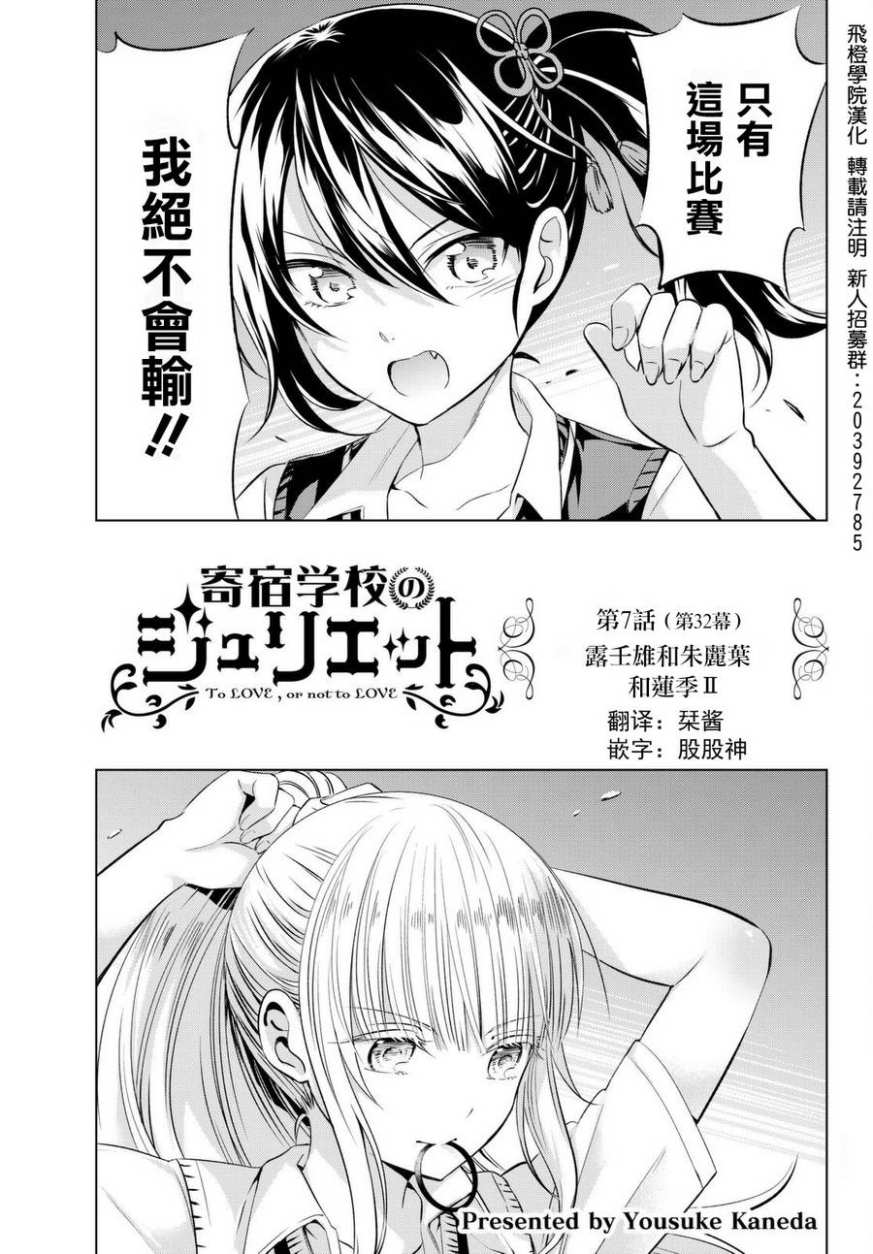 只有
這場比賽
我絕不會輸!!
飛橙學院漢化 轉載請注明 新人招募群:20392785
寄宿学校の
ジュリエット
To LOVE , or not to LOVE
第7話(第32幕)
露壬雄和朱麗葉
和蓮季Ⅱ
翻译：栞酱
嵌字：股股神
Presented by Yousuke Kaneda